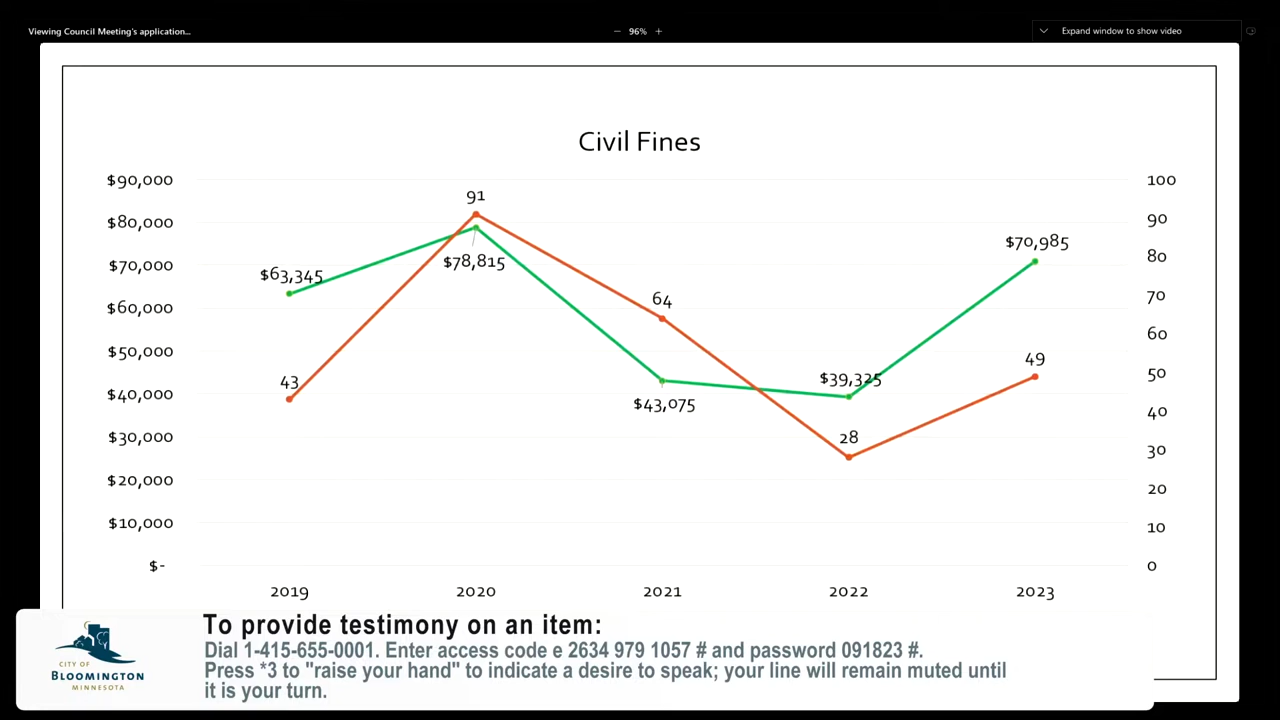 Viewing Council Meeting's application...
− 96% +
Expand window to show video
Civil Fines
$90,000
$80,000
$70,000
$60,000
$50,000
$40,000
$30,000
$20,000
$10,000
$-
100
90
80
70
60
50
40
30
20
10
0
$63,345
$78,815
$43,075
$39,325
$70,985
43
91
64
28
49
2019 2020 2021 2022 2023
CITY OF
BLOOMINGTON
MINNESOTA
To provide testimony on an item:
Dial 1-415-655-0001. Enter access code e 2634 979 1057 # and password 091823 #.
Press *3 to "raise your hand" to indicate a desire to speak; your line will remain muted until
it is your turn.